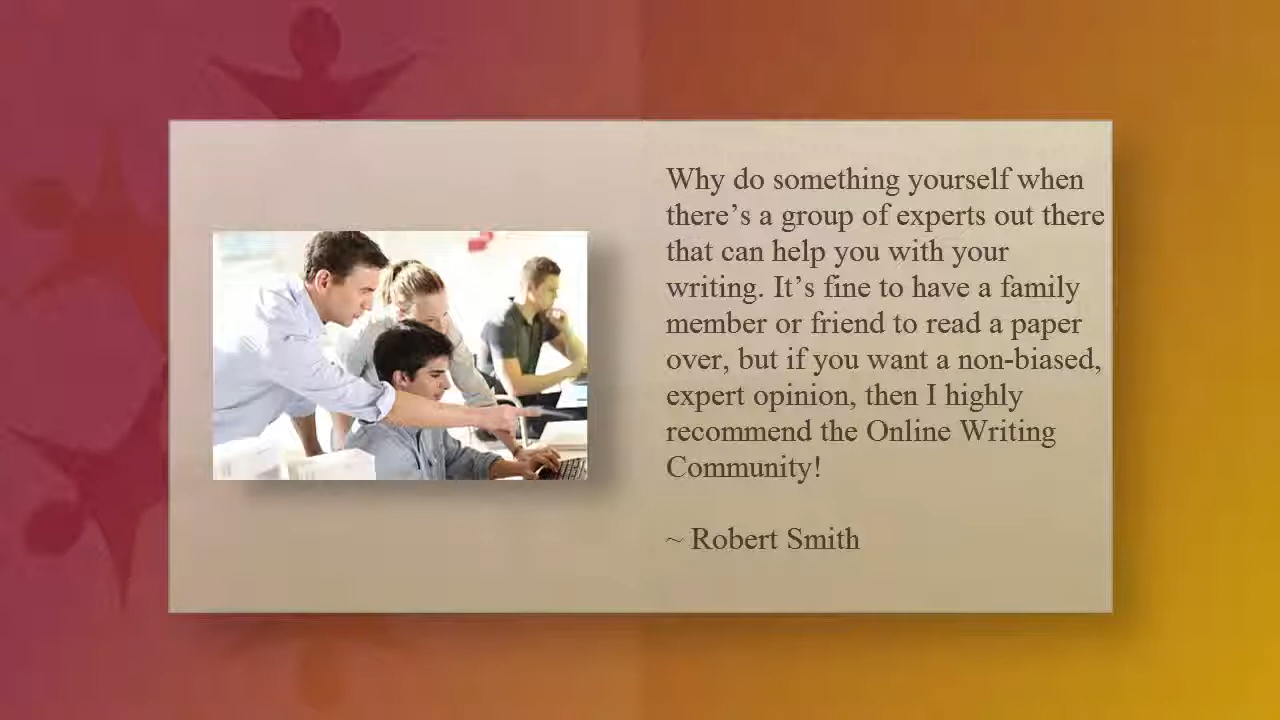 Why do something yourself when
there’s a group of experts out there
that can help you with your
writing. It’s fine to have a family
member or friend to read a paper
over, but if you want a non-biased,
expert opinion, then I highly
recommend the Online Writing
Community!
~ Robert Smith